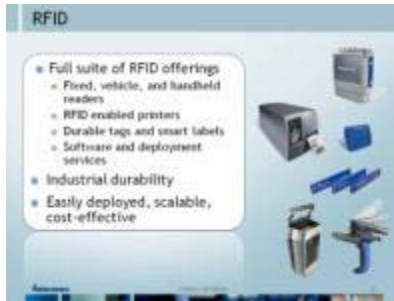 RFID
Full suite of RFID offerings
Fixed, vehicle, and handheld
readers
RFID enabled printers
Durable tags and smart labels
Software and deployment
services
Industrial durability
Easily deployed, scalable,
cost-effective